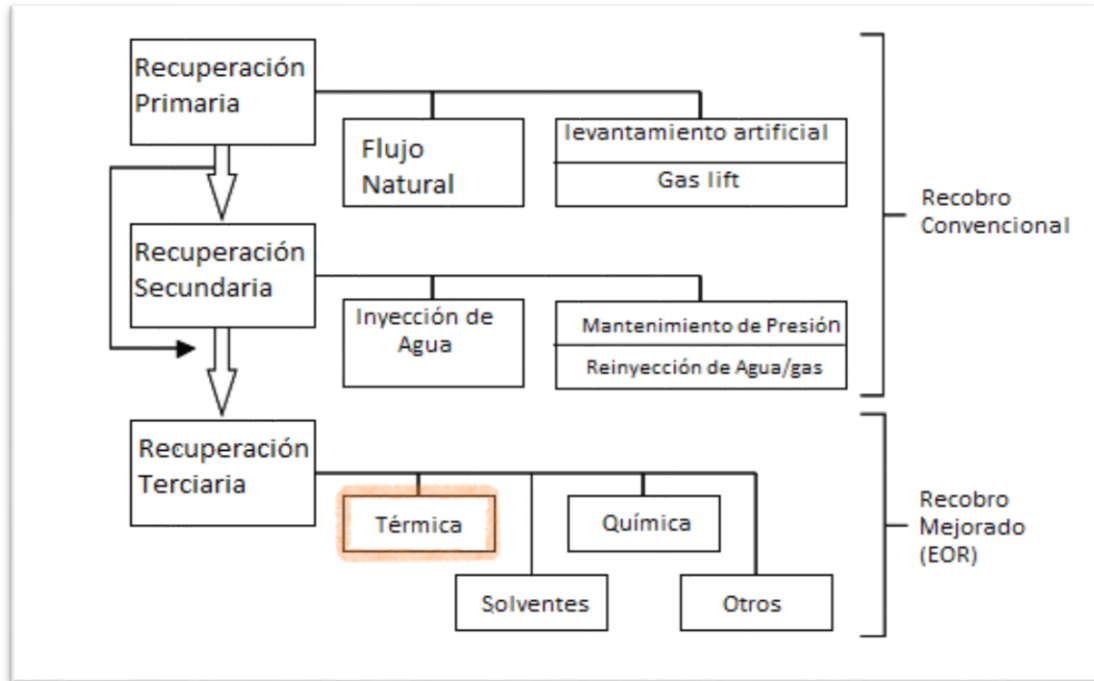 Recuperación
Primaria
Flujo
Natural
levantamiento artificial
Gas lift
Recobro
Convencional
Recuperación
Secundaria
Inyección de
Agua
Mantenimiento de Presión
Reinyección de Agua/gas
Recuperación
Terciaria
Térmica
Química
Solventes
Otros
Recobro
Mejorado
(EOR)